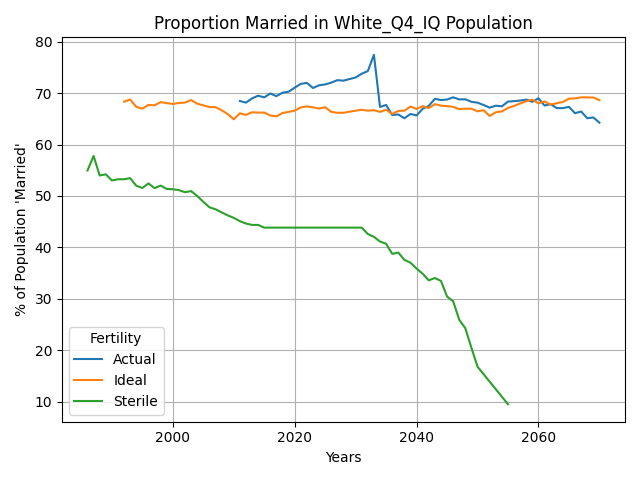 Proportion Married in White_Q4_IQ Population
% of Population 'Married'
80
70
60
50
40
30
20
10
Fertility
Actual
Ideal
Sterile
2000 2020 2040 2060
Years